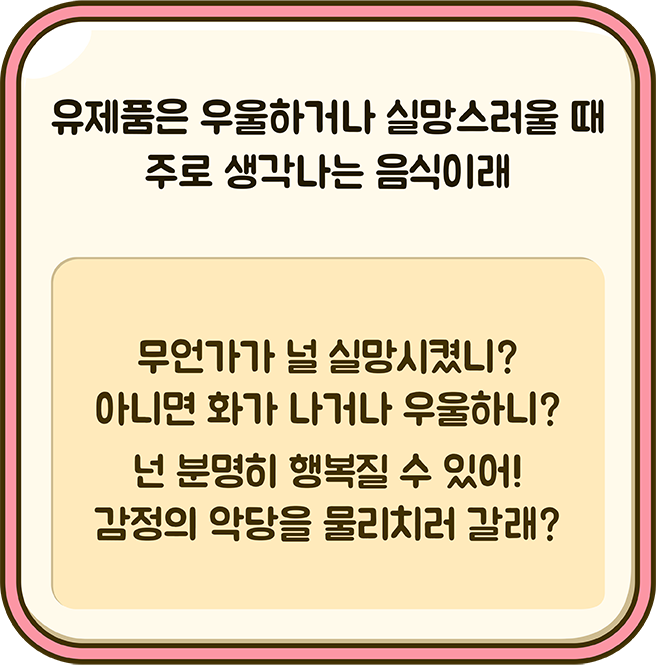 유제품은 우울하거나 실망스러울 때
주로 생각나는 음식이래
무언가가 널 실망시켰니?
아니면 화가 나거나 우울하니?
넌 분명히 행복질 수 있어!
감정의 악당을 물리치러 갈래?